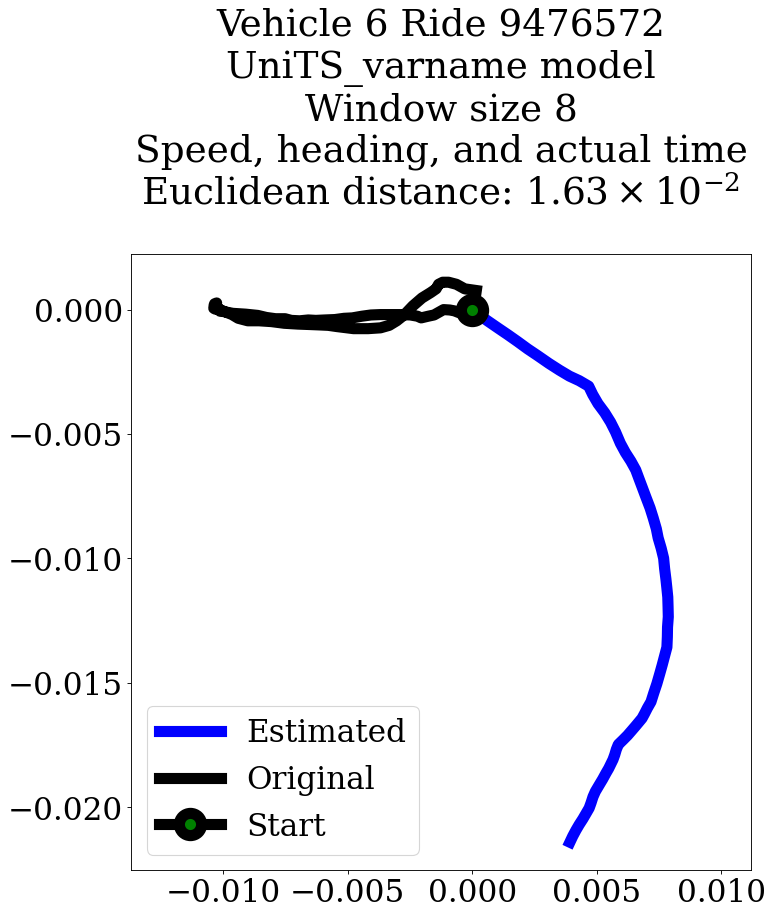 Vehicle 6 Ride 9476572
UniTS_varname model
Window size 8
Speed, heading, and actual time
Euclidean distance: 1.63 × 10⁻²
0.000
−0.005
−0.010
−0.015
−0.020
Estimated
Original
Start
−0.010 −0.005 0.000 0.005 0.010